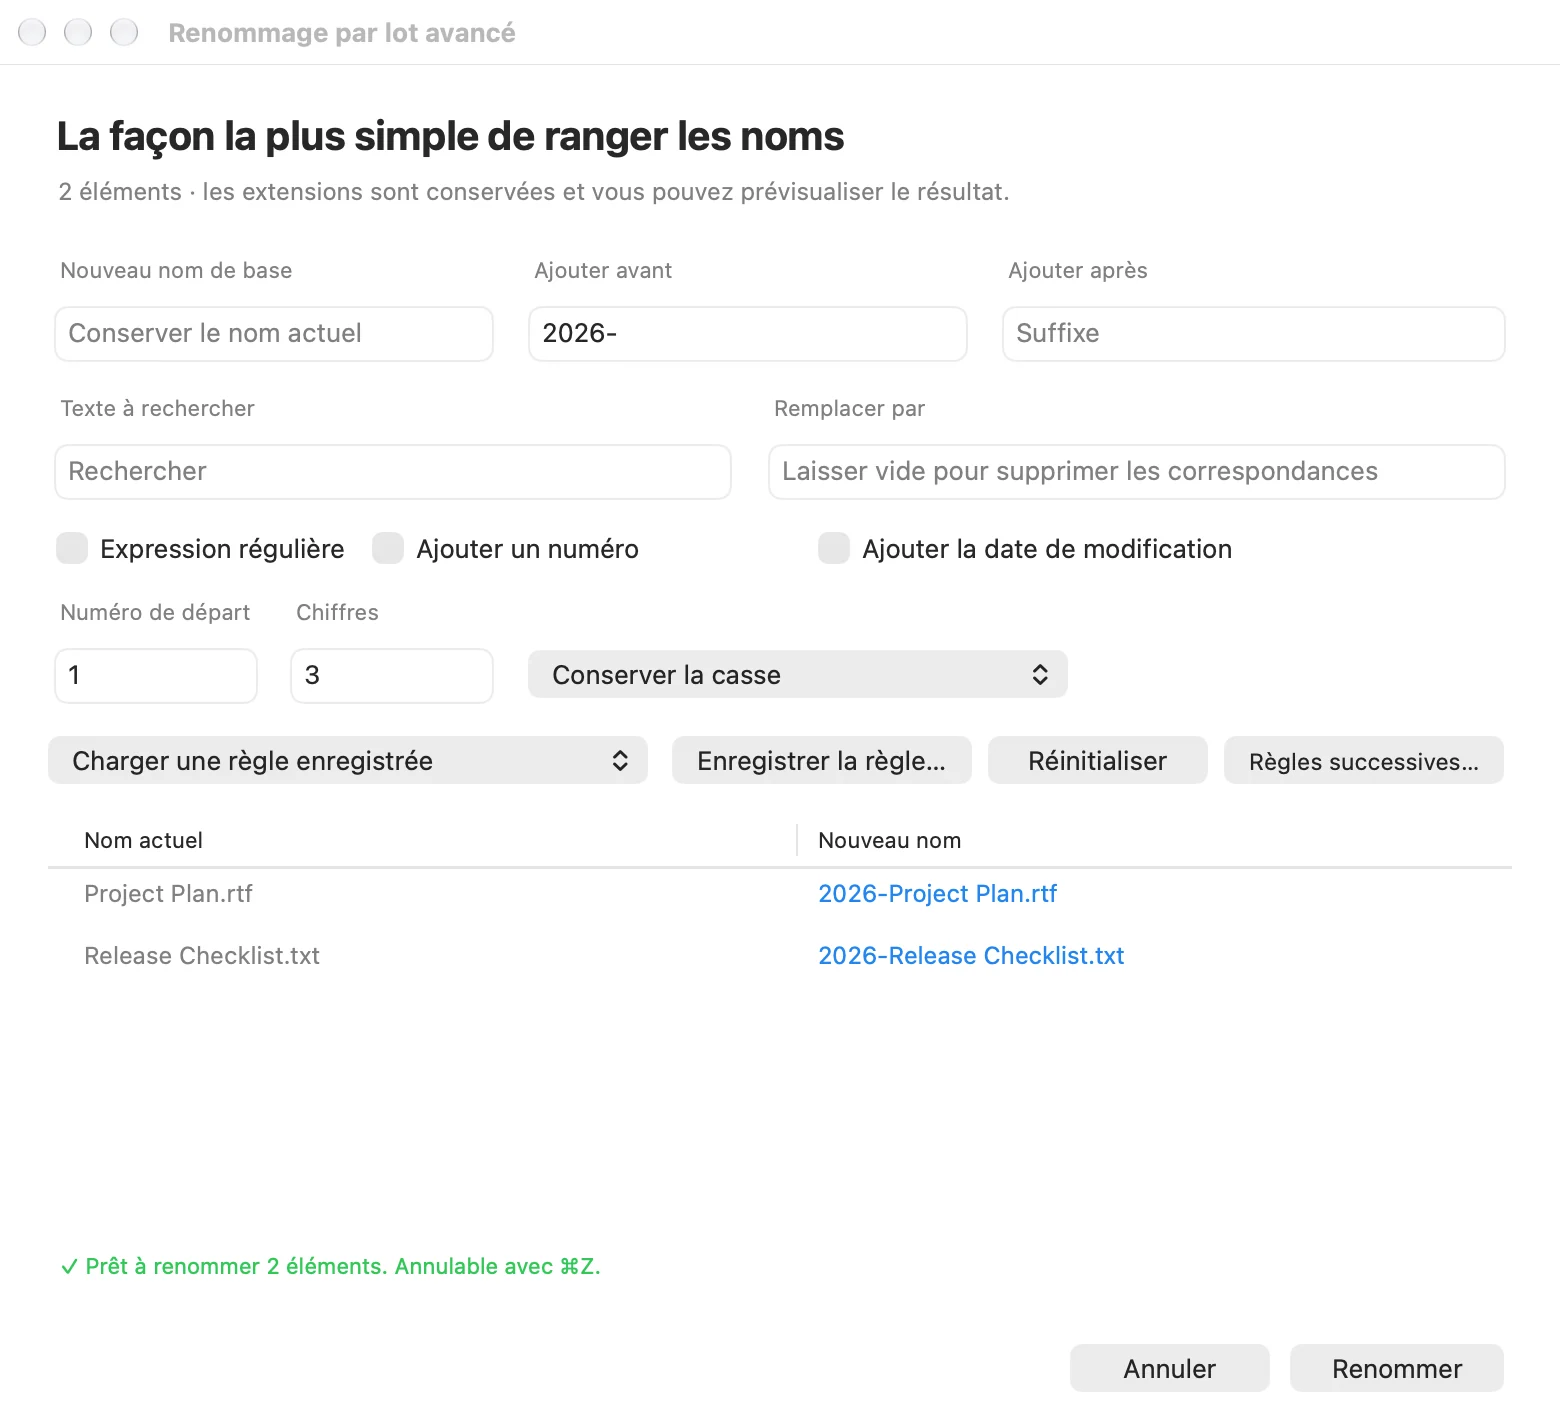 Renommage par lot avancé
La façon la plus simple de ranger les noms
2 éléments · les extensions sont conservées et vous pouvez prévisualiser le résultat.
Nouveau nom de base
Ajouter avant
Ajouter après
Conserver le nom actuel
2026-
Suffixe
Texte à rechercher
Remplacer par
Rechercher
Laisser vide pour supprimer les correspondances
Expression régulière
Ajouter un numéro
Ajouter la date de modification
Numéro de départ
Chiffres
1
3
Conserver la casse
Charger une règle enregistrée
Enregistrer la règle...
Réinitialiser
Règles successives...
Nom actuel
Nouveau nom
Project Plan.rtf
2026-Project Plan.rtf
Release Checklist.txt
2026-Release Checklist.txt
✓ Prêt à renommer 2 éléments. Annulable avec ⌘Z.
Annuler
Renommer